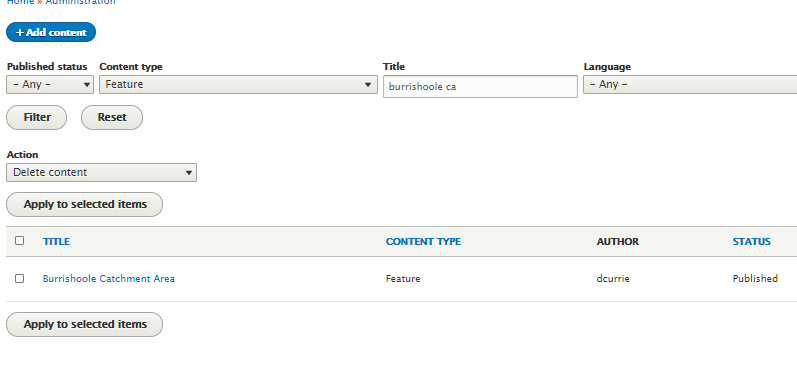 Home » Administration
+ Add content
Published status Content type Title Language
- Any - Feature burrishoole ca - Any -
Filter Reset
Action
Delete content
Apply to selected items
TITLE CONTENT TYPE AUTHOR STATUS
Burrishoole Catchment Area Feature dcurrie Published
Apply to selected items